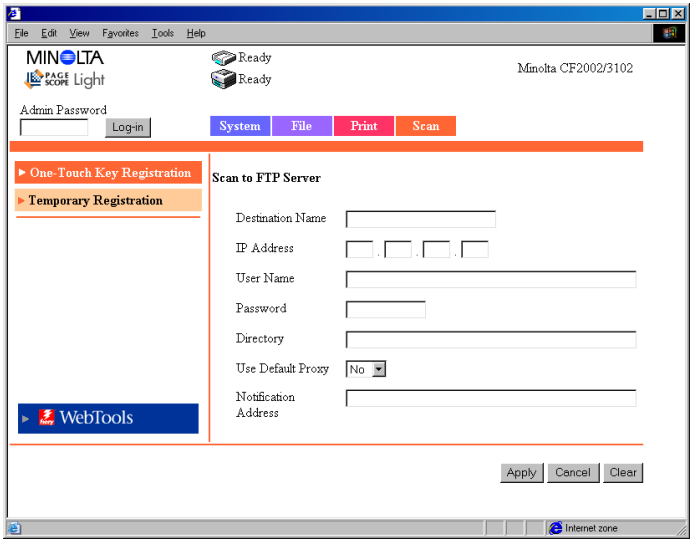 File Edit View Favorites Tools Help
MINOLTA
PAGE SCOPE Light
Ready
Ready
Minolta CF2002/3102
Admin Password
Log-in
System File Print Scan
One-Touch Key Registration
Temporary Registration
Scan to FTP Server
Destination Name
IP Address . . .
User Name
Password
Directory
Use Default Proxy No
Notification
Address
fiery WebTools
Apply Cancel Clear
Internet zone